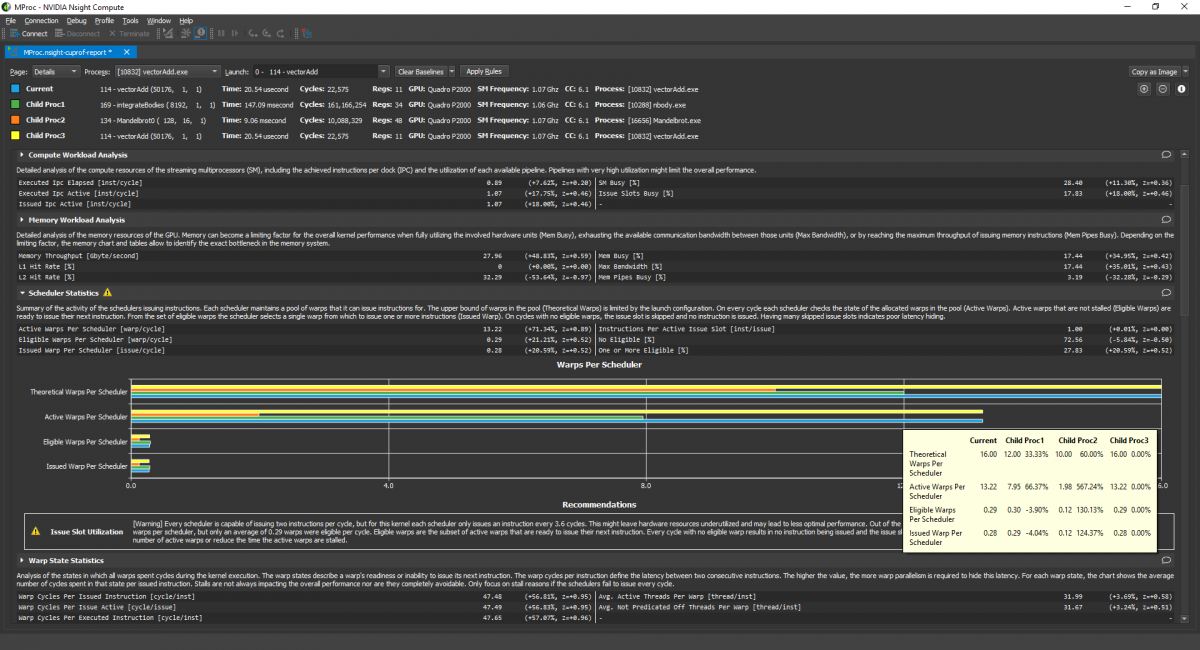 MProc - NVIDIA Nsight Compute
File Connection Debug Profile Tools Window Help
Connect Disconnect Terminate
MProc.nsight-cuprof-report *
Page: Details Process: [10832] vectorAdd.exe Launch: 0 - 114 - vectorAdd Clear Baselines Apply Rules Copy as Image
Current 114 - vectorAdd (50176, 1, 1) Time: 20.54 usecond Cycles: 22,575 Regs: 11 GPU: Quadro P2000 SM Frequency: 1.07 Ghz CC: 6.1 Process: [10832] vectorAdd.exe
Child Proc1 169 - integrateBodies ( 8192, 1, 1) Time: 147.09 msecond Cycles: 161,166,254 Regs: 34 GPU: Quadro P2000 SM Frequency: 1.06 Ghz CC: 6.1 Process: [10288] nbody.exe
Child Proc2 134 - Mandelbrot0 ( 128, 16, 1) Time: 9.06 msecond Cycles: 10,088,329 Regs: 48 GPU: Quadro P2000 SM Frequency: 1.07 Ghz CC: 6.1 Process: [16656] Mandelbrot.exe
Child Proc3 114 - vectorAdd (50176, 1, 1) Time: 20.54 usecond Cycles: 22,575 Regs: 11 GPU: Quadro P2000 SM Frequency: 1.07 Ghz CC: 6.1 Process: [10832] vectorAdd.exe
Compute Workload Analysis
Detailed analysis of the compute resources of the streaming multiprocessors (SM), including the achieved instructions per clock (IPC) and the utilization of each available pipeline. Pipelines with very high utilization might limit the overall performance.
Executed Ipc Elapsed [inst/cycle] 0.89 (+7.62%, z=+0.20) SM Busy [%] 28.40 (+11.30%, z=+0.36)
Executed Ipc Active [inst/cycle] 1.07 (+17.75%, z=+0.46) Issue Slots Busy [%] 17.83 (+18.00%, z=+0.46)
Issued Ipc Active [inst/cycle] 1.07 (+18.00%, z=+0.46) - -
Memory Workload Analysis
Detailed analysis of the memory resources of the GPU. Memory can become a limiting factor for the overall kernel performance when fully utilizing the involved hardware units (Mem Busy), exhausting the available communication bandwidth between those units (Max Bandwidth), or by reaching the maximum throughput of issuing memory instructions (Mem Pipes Busy). Depending on the
limiting factor, the memory chart and tables allow to identify the exact bottleneck in the memory system.
Memory Throughput [Gbyte/second] 27.96 (+48.83%, z=+0.59) Mem Busy [%] 17.44 (+34.95%, z=+0.42)
L1 Hit Rate [%] 0 (+0.00%, z=+0.00) Max Bandwidth [%] 17.44 (+35.01%, z=+0.43)
L2 Hit Rate [%] 32.29 (-53.64%, z=-0.97) Mem Pipes Busy [%] 3.19 (-32.28%, z=-0.29)
Scheduler Statistics
Summary of the activity of the schedulers issuing instructions. Each scheduler maintains a pool of warps that it can issue instructions for. The upper bound of warps in the pool (Theoretical Warps) is limited by the launch configuration. On every cycle each scheduler checks the state of the allocated warps in the pool (Active Warps). Active warps that are not stalled (Eligible Warps) are
ready to issue their next instruction. From the set of eligible warps the scheduler selects a single warp from which to issue one or more instructions (Issued Warp). On cycles with no eligible warps, the issue slot is skipped and no instruction is issued. Having many skipped issue slots indicates poor latency hiding.
Active Warps Per Scheduler [warp/cycle] 13.22 (+71.34%, z=+0.89) Instructions Per Active Issue Slot [inst/issue] 1.00 (+0.01%, z=+0.00)
Eligible Warps Per Scheduler [warp/cycle] 0.29 (+21.21%, z=+0.52) No Eligible [%] 72.56 (-5.84%, z=-0.50)
Issued Warp Per Scheduler [issue/cycle] 0.28 (+20.59%, z=+0.52) One or More Eligible [%] 27.83 (+20.59%, z=+0.52)
Warps Per Scheduler
Theoretical Warps Per Scheduler
Active Warps Per Scheduler
Eligible Warps Per Scheduler
Issued Warp Per Scheduler
0.0 4.0 8.0 12 6.0
Current Child Proc1 Child Proc2 Child Proc3
Theoretical Warps Per Scheduler 16.00 12.00 33.33% 10.00 60.00% 16.00 0.00%
Active Warps Per Scheduler 13.22 7.95 66.37% 1.98 567.24% 13.22 0.00%
Eligible Warps Per Scheduler 0.29 0.30 -3.90% 0.12 130.13% 0.29 0.00%
Issued Warp Per Scheduler 0.28 0.29 -4.04% 0.12 124.37% 0.28 0.00%
Recommendations
Issue Slot Utilization
[Warning] Every scheduler is capable of issuing two instructions per cycle, but for this kernel each scheduler only issues an instruction every 3.6 cycles. This might leave hardware resources underutilized and may lead to less optimal performance. Out of the
warps per scheduler, but only an average of 0.29 warps were eligible per cycle. Eligible warps are the subset of active warps that are ready to issue their next instruction. Every cycle with no eligible warp results in no instruction being issued and the issue
number of active warps or reduce the time the active warps are stalled.
Warp State Statistics
Analysis of the states in which all warps spent cycles during the kernel execution. The warp states describe a warp's readiness or inability to issue its next instruction. The warp cycles per instruction define the latency between two consecutive instructions. The higher the value, the more warp parallelism is required to hide this latency. For each warp state, the chart shows the average
number of cycles spent in that state per issued instruction. Stalls are not always impacting the overall performance nor are they completely avoidable. Only focus on stall reasons if the schedulers fail to issue every cycle.
Warp Cycles Per Issued Instruction [cycle/inst] 47.48 (+56.81%, z=+0.95) Avg. Active Threads Per Warp [thread/inst] 31.99 (+3.69%, z=+0.58)
Warp Cycles Per Issue Active [cycle/issue] 47.49 (+56.83%, z=+0.95) Avg. Not Predicated Off Threads Per Warp [thread/inst] 31.67 (+3.24%, z=+0.51)
Warp Cycles Per Executed Instruction [cycle/inst] 47.65 (+57.07%, z=+0.96) - -